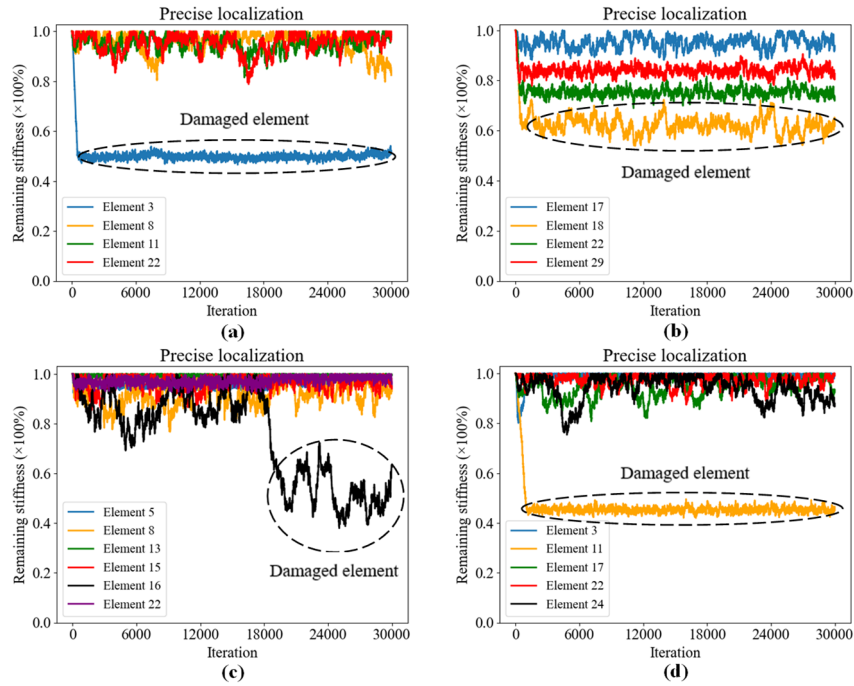 Precise localization
Remaining stiffness (×100%)
1.0
0.8
0.6
0.4
0.2
0.0
Damaged element
Element 3
Element 8
Element 11
Element 22
0 6000 12000 18000 24000 30000
Iteration
(a)
Precise localization
Remaining stiffness (×100%)
1.0
0.8
0.6
0.4
0.2
0.0
Damaged element
Element 17
Element 18
Element 22
Element 29
0 6000 12000 18000 24000 30000
Iteration
(b)
Precise localization
Remaining stiffness (×100%)
1.0
0.8
0.6
0.4
0.2
0.0
Damaged element
Element 5
Element 8
Element 13
Element 15
Element 16
Element 22
0 6000 12000 18000 24000 30000
Iteration
(c)
Precise localization
Remaining stiffness (×100%)
1.0
0.8
0.6
0.4
0.2
0.0
Damaged element
Element 3
Element 11
Element 17
Element 22
Element 24
0 6000 12000 18000 24000 30000
Iteration
(d)